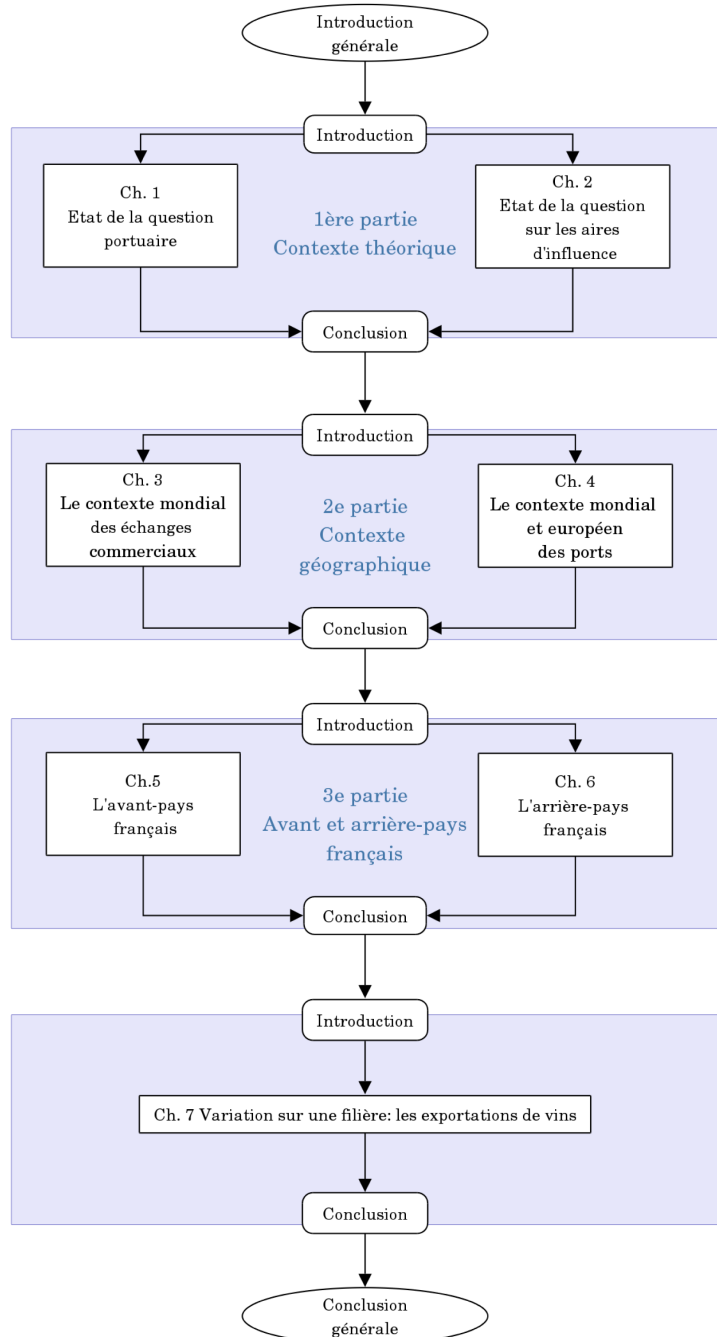 Introduction
générale
Introduction
Ch. 1
Etat de la question
portuaire
1ère partie
Contexte théorique
Ch. 2
Etat de la question
sur les aires
d'influence
Conclusion
Introduction
Ch. 3
Le contexte mondial
des échanges
commerciaux
2e partie
Contexte
géographique
Ch. 4
Le contexte mondial
et européen
des ports
Conclusion
Introduction
Ch.5
L'avant-pays
français
3e partie
Avant et arrière-pays
français
Ch. 6
L'arrière-pays
français
Conclusion
Introduction
Ch. 7 Variation sur une filière: les exportations de vins
Conclusion
Conclusion
générale